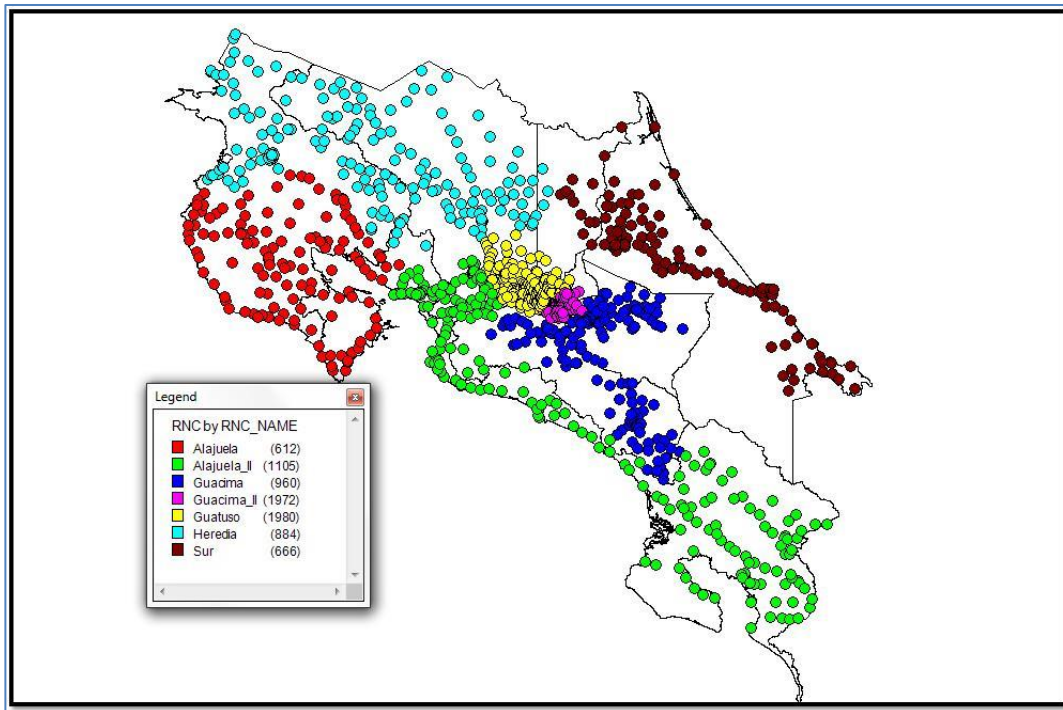 Legend
RNC by RNC_NAME
Alajuela (612)
Alajuela_II (1105)
Guacima (960)
Guacima_II (1972)
Guatuso (1980)
Heredia (884)
Sur (666)